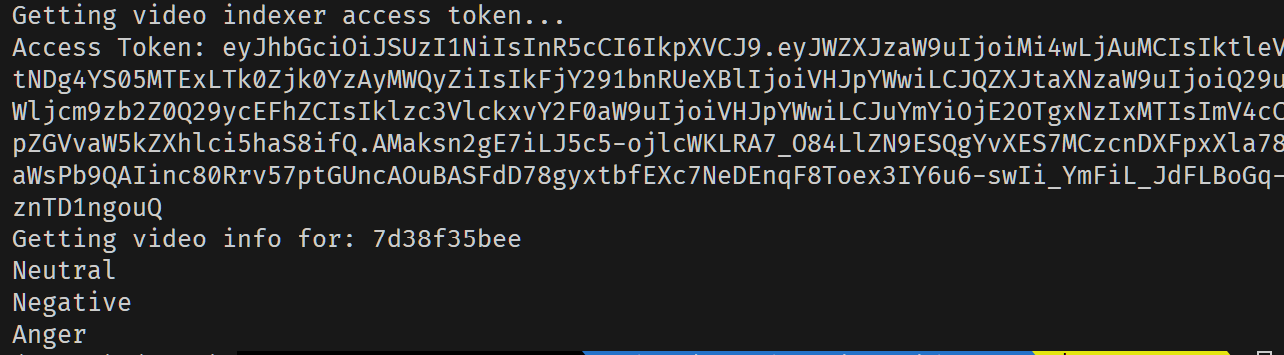 Getting video indexer access token...
Access Token: eyJhbGciOiJSUzI1NiIsInR5cCI6IkpXVCJ9.eyJWZXJzaW9uIjoiMi4wLjAuMCIsIktleV
tNDg4YS05MTExLTk0Zjk0YzAyMWQyZiIsIkFjY291bnRUeXBlIjoiVHJpYWwiLCJQZXJtaXNzaW9uIjoiQ29u
Wljcm9zb2Z0Q29ycEFhZCIsIklzc3VlckxvY2F0aW9uIjoiVHJpYWwiLCJuYmYiOjE2OTgxNzIxMTIsImV4cC
pZGVvaW5kZXhlci5haS8ifQ.AMaksn2gE7iLJ5c5-ojlcWKLRA7_O84LlZN9ESQgYvXES7MCzcnDXFpxXla78
aWsPb9QAIinc80Rrv57ptGUncAOuBASFdD78gyxtbfEXc7NeDEnqF8Toex3IY6u6-swIi_YmFiL_JdFLBoGq-
znTD1ngouQ
Getting video info for: 7d38f35bee
Neutral
Negative
Anger